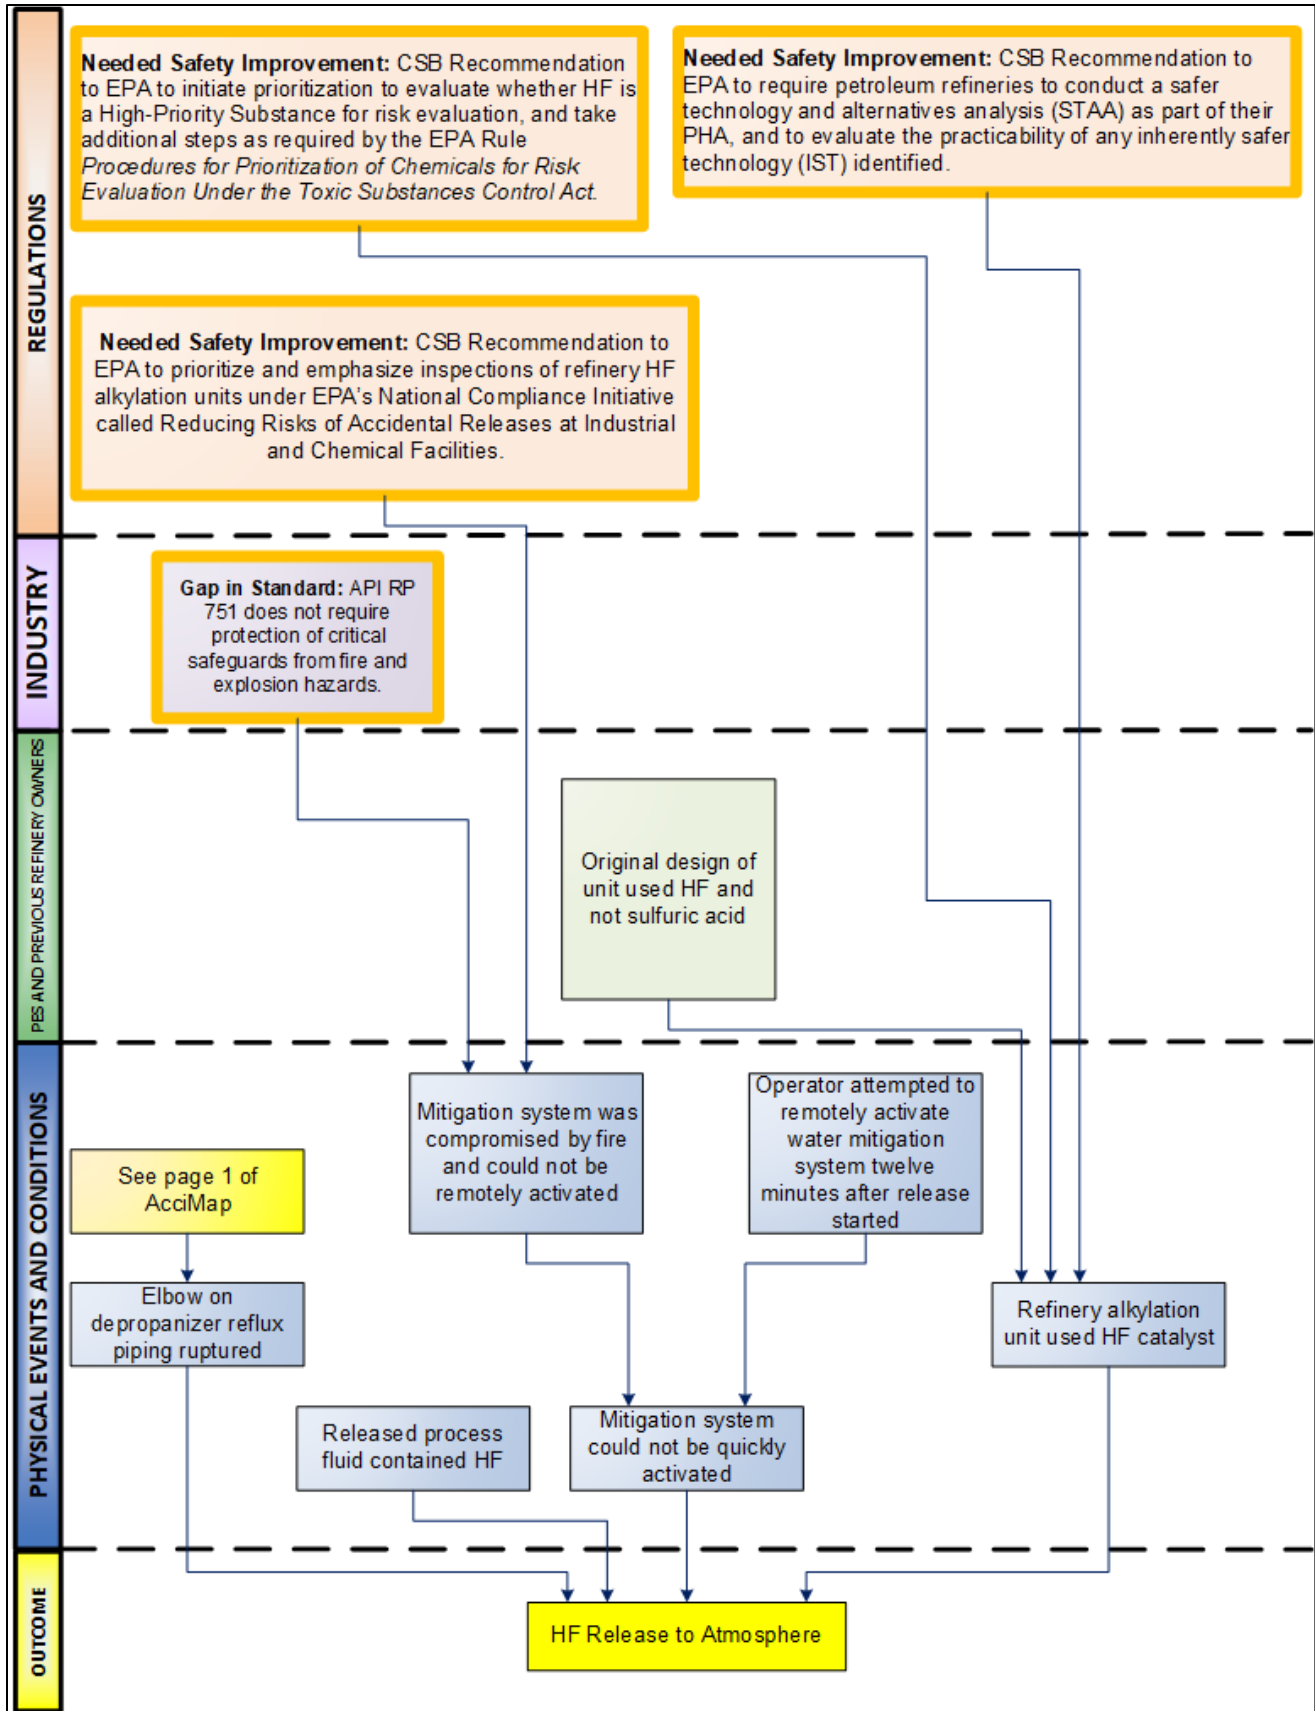 REGULATIONS
Needed Safety Improvement: CSB Recommendation
to EPA to initiate prioritization to evaluate whether HF is
a High-Priority Substance for risk evaluation, and take
additional steps as required by the EPA Rule
Procedures for Prioritization of Chemicals for Risk
Evaluation Under the Toxic Substances Control Act.
Needed Safety Improvement: CSB Recommendation to
EPA to require petroleum refineries to conduct a safer
technology and alternatives analysis (STAA) as part of their
PHA, and to evaluate the practicability of any inherently safer
technology (IST) identified.
Needed Safety Improvement: CSB Recommendation to
EPA to prioritize and emphasize inspections of refinery HF
alkylation units under EPA's National Compliance Initiative
called Reducing Risks of Accidental Releases at Industrial
and Chemical Facilities.
INDUSTRY
Gap in Standard: API RP
751 does not require
protection of critical
safeguards from fire and
explosion hazards.
PES AND PREVIOUS REFINERY OWNERS
Original design of
unit used HF and
not sulfuric acid
PHYSICAL EVENTS AND CONDITIONS
Mitigation system was
compromised by fire
and could not be
remotely activated
Operator attempted to
remotely activate
water mitigation
system twelve
minutes after release
started
See page 1 of
AcciMap
Elbow on
depropanizer reflux
piping ruptured
Refinery alkylation
unit used HF catalyst
Released process
fluid contained HF
Mitigation system
could not be quickly
activated
OUTCOME
HF Release to Atmosphere